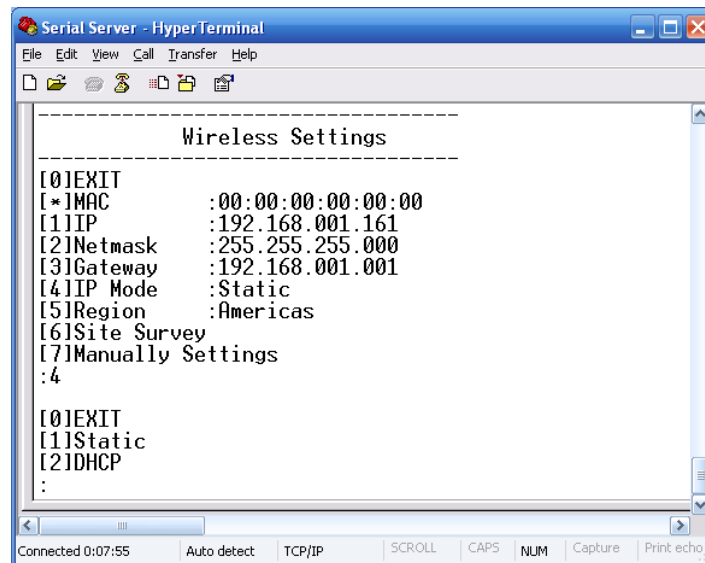 Serial Server - HyperTerminal
File Edit View Call Transfer Help
------------------------------------
Wireless Settings
------------------------------------
[0]EXIT
[*]MAC :00:00:00:00:00:00
[1]IP :192.168.001.161
[2]Netmask :255.255.255.000
[3]Gateway :192.168.001.001
[4]IP Mode :Static
[5]Region :Americas
[6]Site Survey
[7]Manually Settings
:4
[0]EXIT
[1]Static
[2]DHCP
:
Connected 0:07:55 Auto detect TCP/IP SCROLL CAPS NUM Capture Print echo